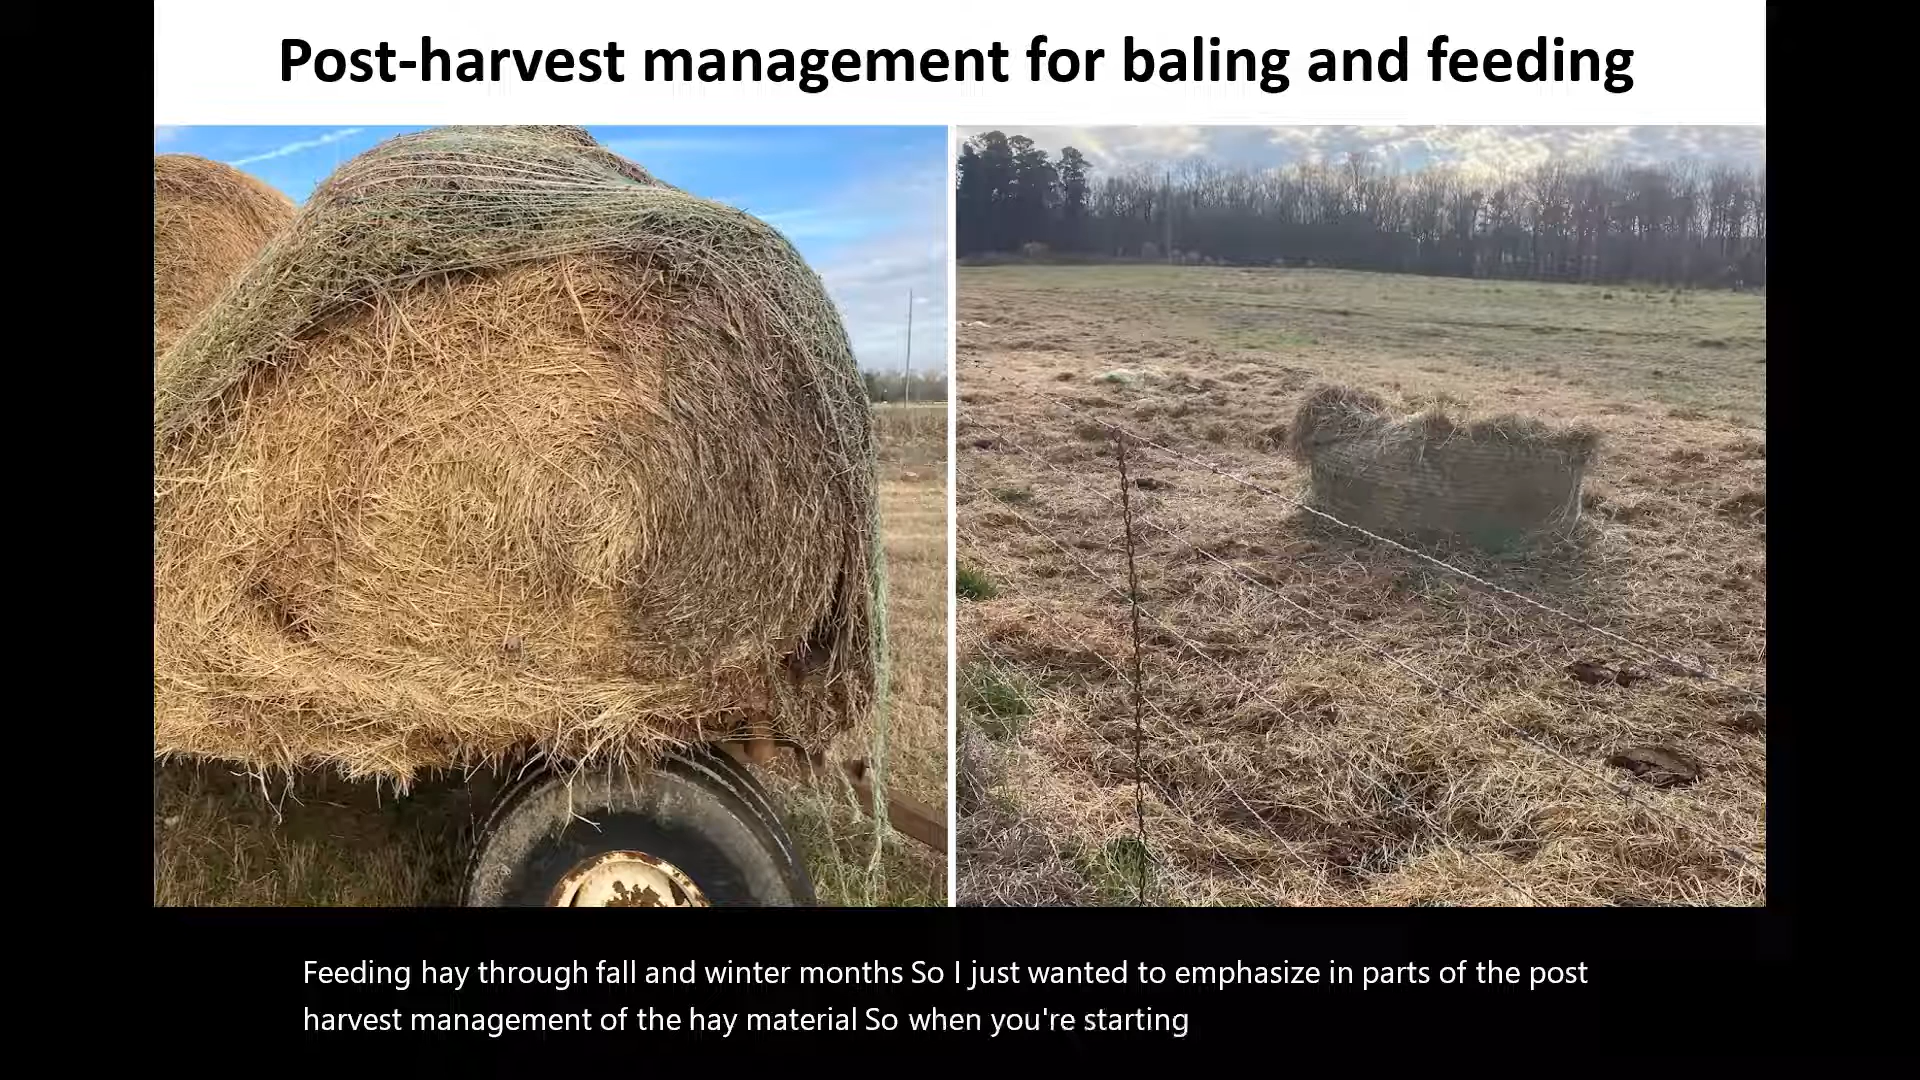 Post-harvest management for baling and feeding
Feeding hay through fall and winter months So I just wanted to emphasize in parts of the post
harvest management of the hay material So when you're starting